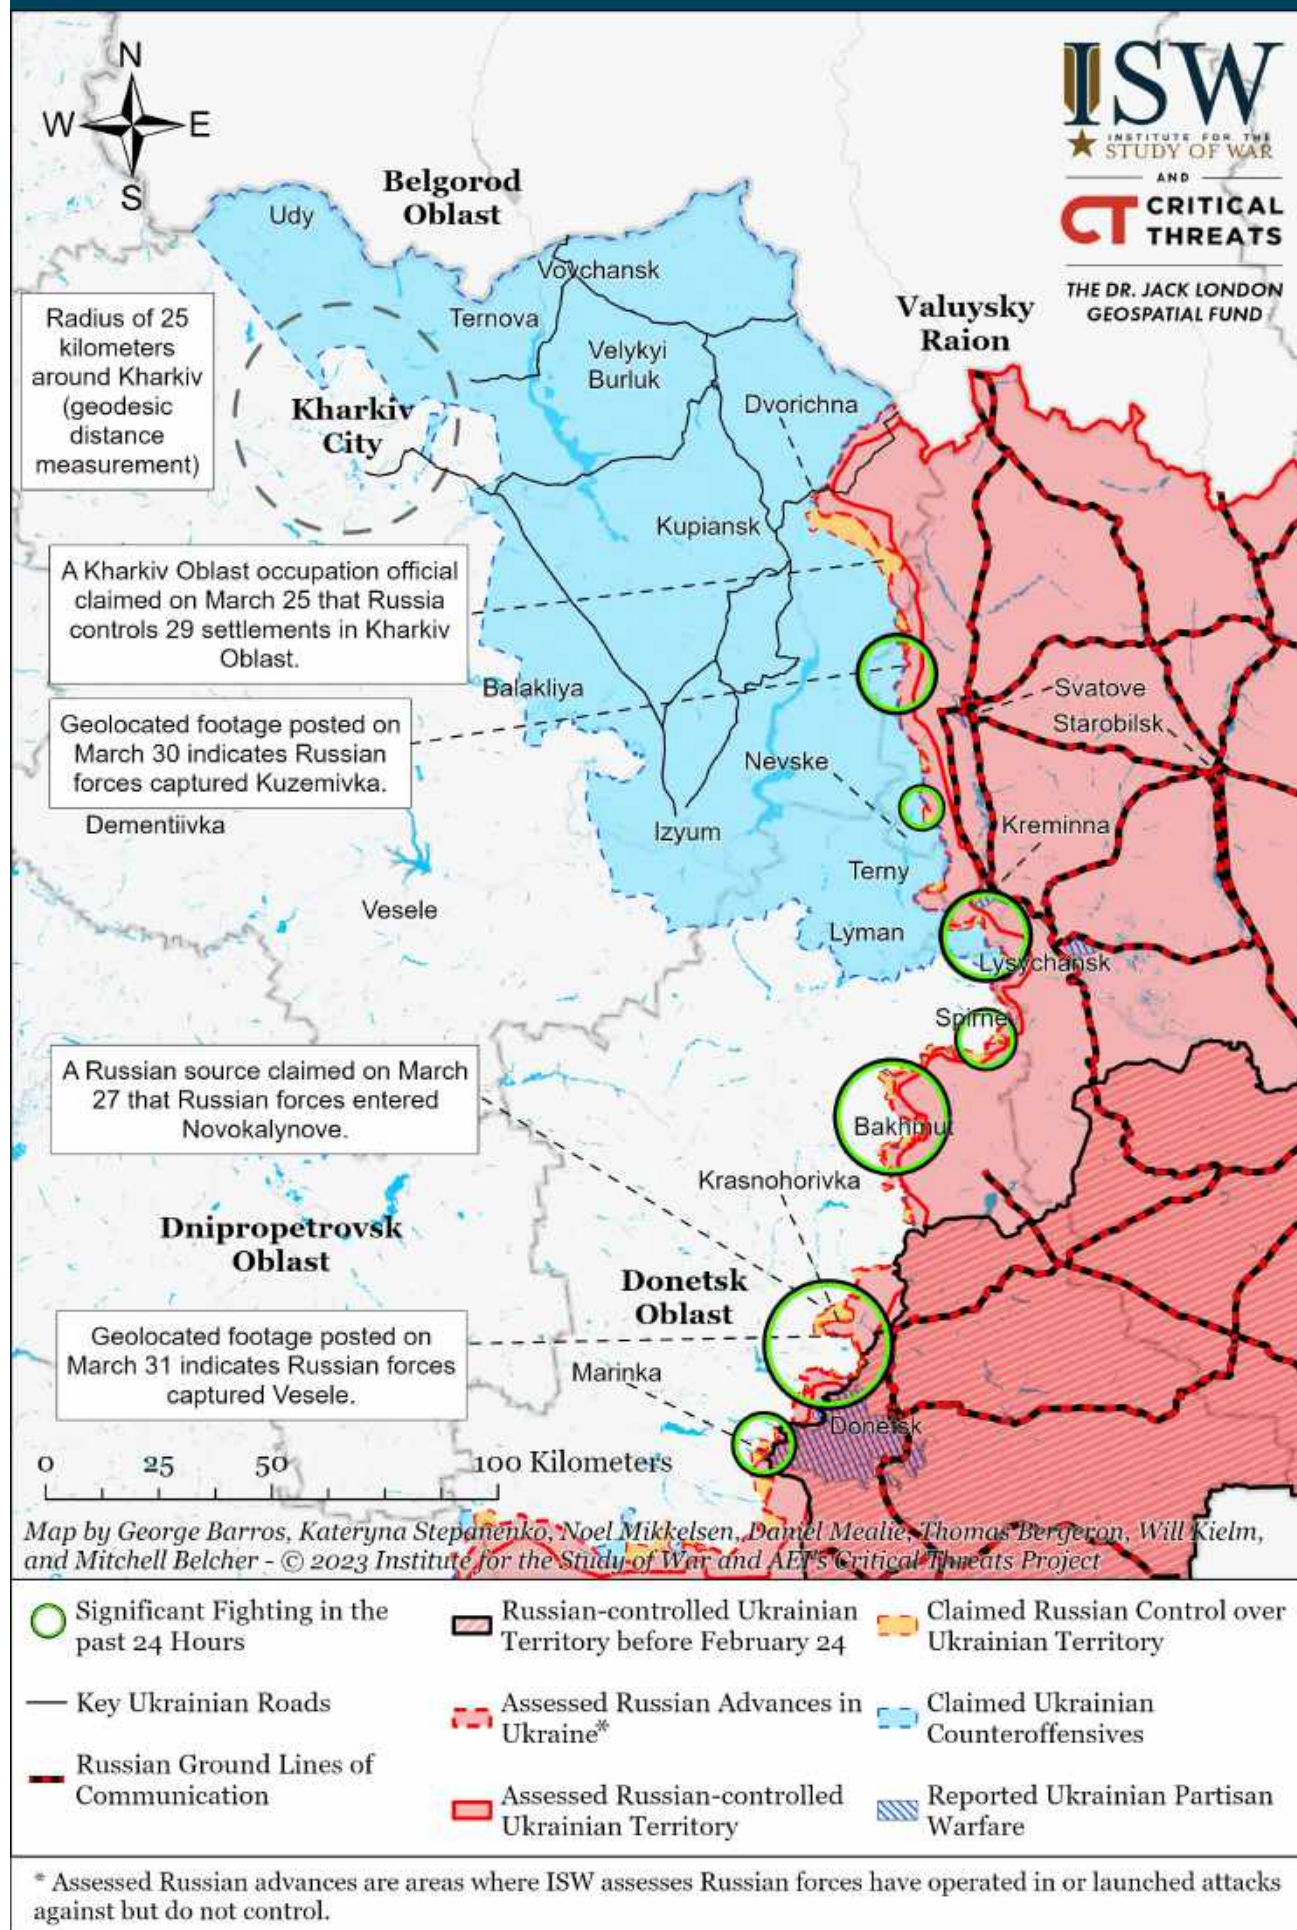 N
W E
S
ISW
INSTITUTE FOR THE
STUDY OF WAR
AND
CT CRITICAL
THREATS
THE DR. JACK LONDON
GEOSPATIAL FUND
Belgorod
Oblast
Udy
Vovchansk
Ternova
Velykyi
Burluk
Valuysky
Raion
Radius of 25
kilometers
around Kharkiv
(geodesic
distance
measurement)
Kharkiv
City
Dvorichna
Kupiansk
A Kharkiv Oblast occupation official
claimed on March 25 that Russia
controls 29 settlements in Kharkiv
Oblast.
Balakliya
Svatove
Starobilsk
Geolocated footage posted on
March 30 indicates Russian
forces captured Kuzemivka.
Nevske
Dementiivka
Izyum
Kreminna
Terny
Vesele
Lyman
Lysychansk
Spirne
A Russian source claimed on March
27 that Russian forces entered
Novokalynove.
Bakhmut
Krasnohorivka
Dnipropetrovsk
Oblast
Donetsk
Oblast
Geolocated footage posted on
March 31 indicates Russian forces
captured Vesele.
Marinka
Donetsk
0 25 50 100 Kilometers
Map by George Barros, Kateryna Stepanenko, Noel Mikkelsen, Daniel Mealie, Thomas Bergeron, Will Kielm,
and Mitchell Belcher - © 2023 Institute for the Study of War and AEI's Critical Threats Project
Significant Fighting in the
past 24 Hours
Key Ukrainian Roads
Russian Ground Lines of
Communication
Russian-controlled Ukrainian
Territory before February 24
Assessed Russian Advances in
Ukraine*
Assessed Russian-controlled
Ukrainian Territory
Claimed Russian Control over
Ukrainian Territory
Claimed Ukrainian
Counteroffensives
Reported Ukrainian Partisan
Warfare
* Assessed Russian advances are areas where ISW assesses Russian forces have operated in or launched attacks
against but do not control.